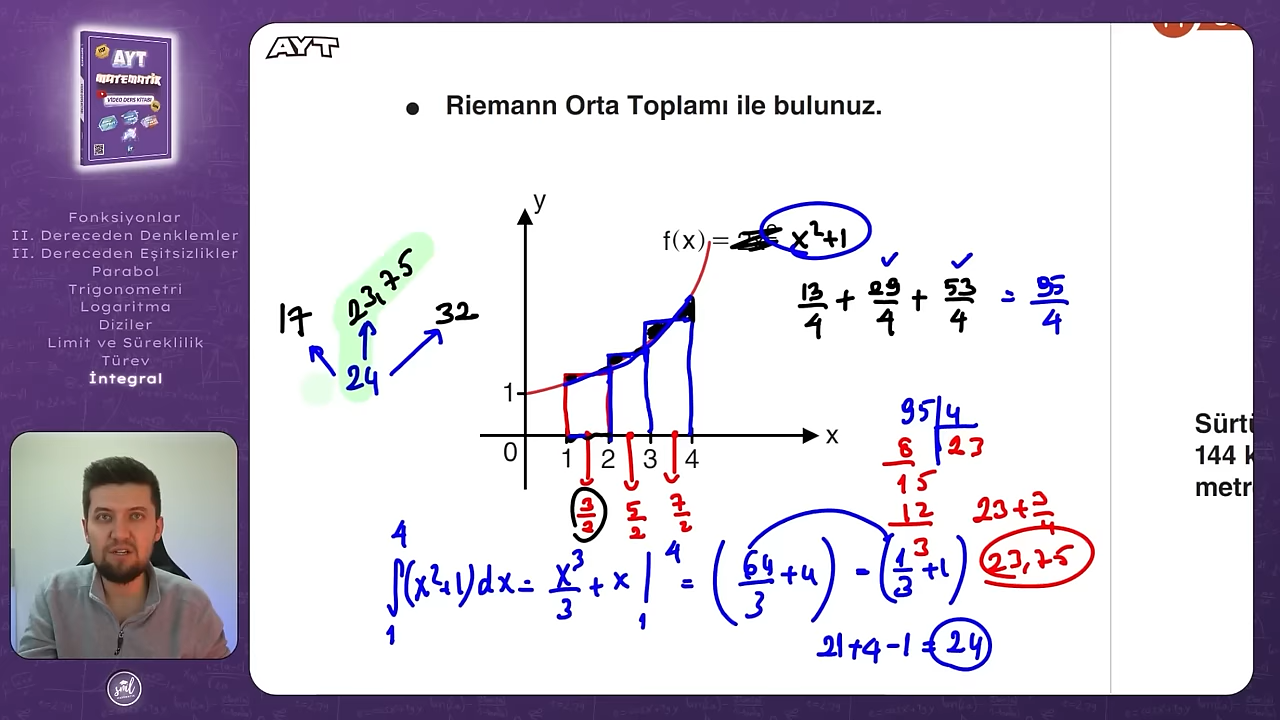 AYT
MATEMATİK
VİDEO DERS KİTABI
Fonksiyonlar
II. Dereceden Denklemler
II. Dereceden Eşitsizlikler
Parabol
Trigonometri
Logaritma
Diziler
Limit ve Süreklilik
Türev
İntegral
sml
AYT
• Riemann Orta Toplamı ile bulunuz.
y
f(x) = x²+1
13/4 + 29/4 + 53/4 = 95/4
17 23,75 32
24
1
0 1 2 3 4 x
3/2 5/2 7/2
95 | 4
8 23
15
12
3
23+3/4
23,75
∫₁⁴(x²+1)dx = x³/3 + x |₁⁴ = (64/3 + 4) - (1/3 + 1)
21+4-1=24
144
metr